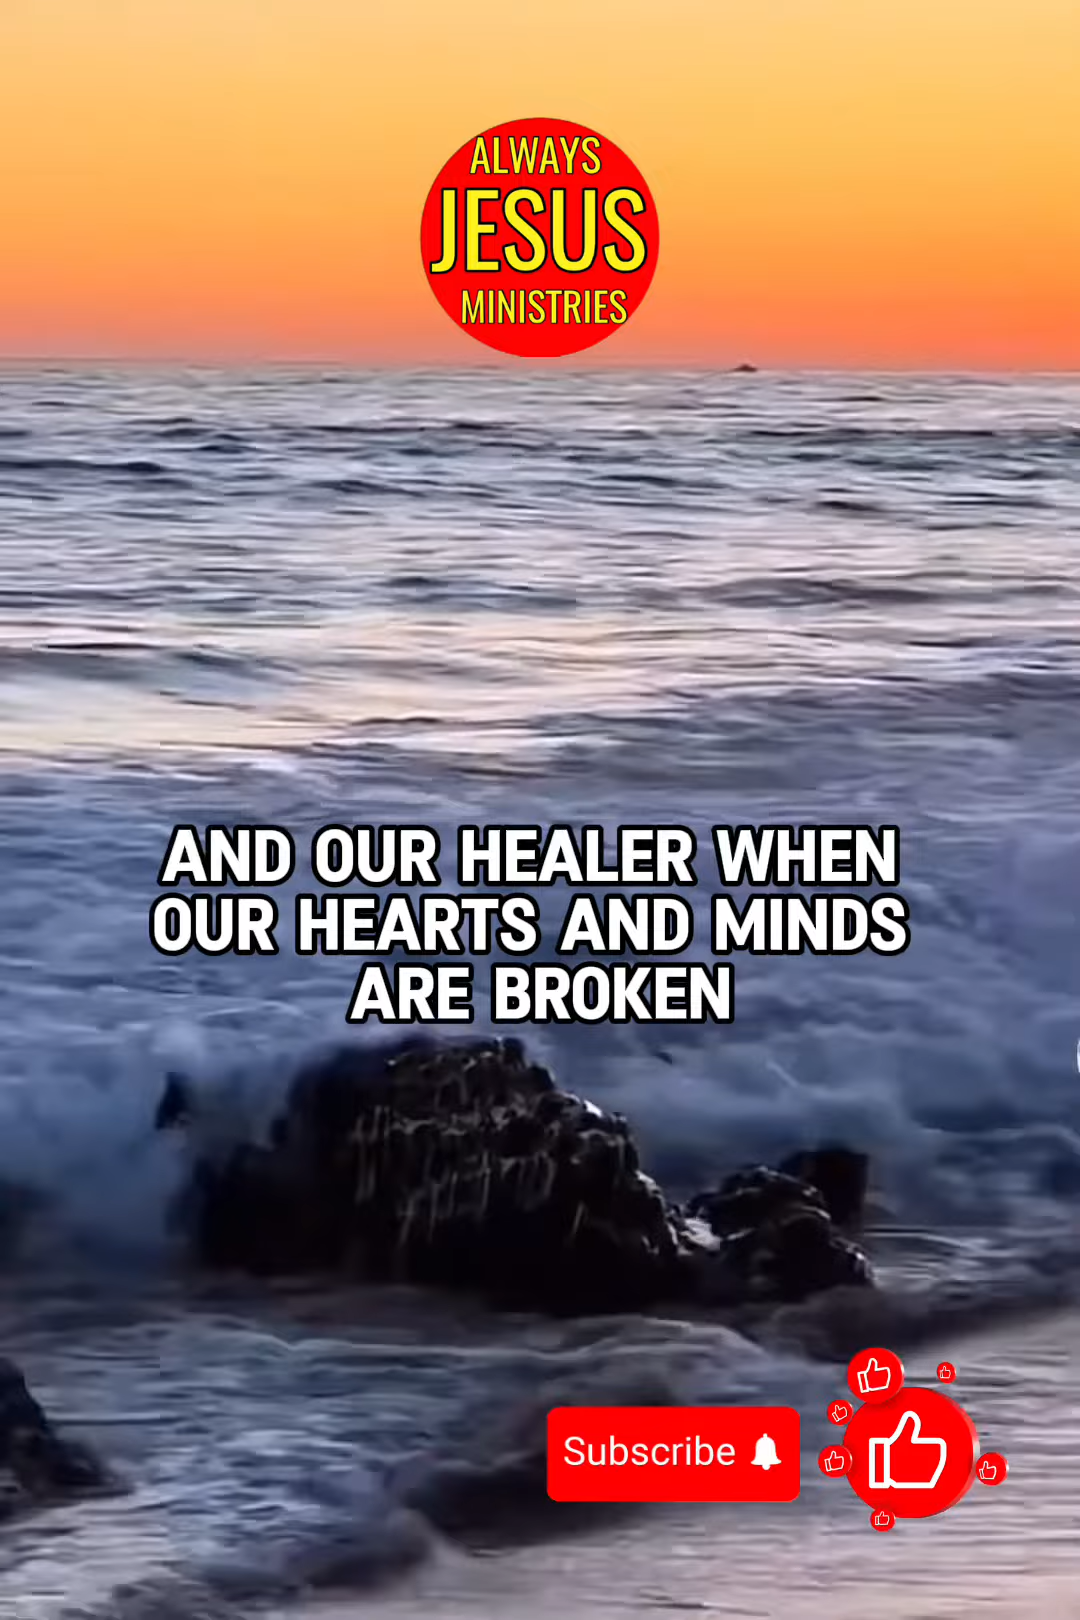 ALWAYS
JESUS
MINISTRIES
AND OUR HEALER WHEN
OUR HEARTS AND MINDS
ARE BROKEN
Subscribe